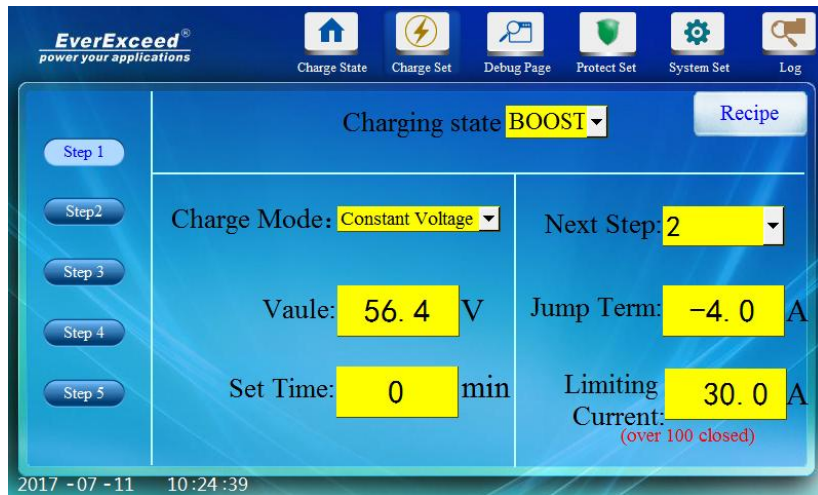 EverExceed®
power your applications
Charge State
Charge Set
Debug Page
Protect Set
System Set
Log
Charging state BOOST
Recipe
Step 1
Step2
Step 3
Step 4
Step 5
Charge Mode: Constant Voltage
Next Step: 2
Vaule: 56.4 V
Jump Term: -4.0 A
Set Time: 0 min
Limiting
Current: 30.0 A
(over 100 closed)
2017 -07 -11 10:24:39